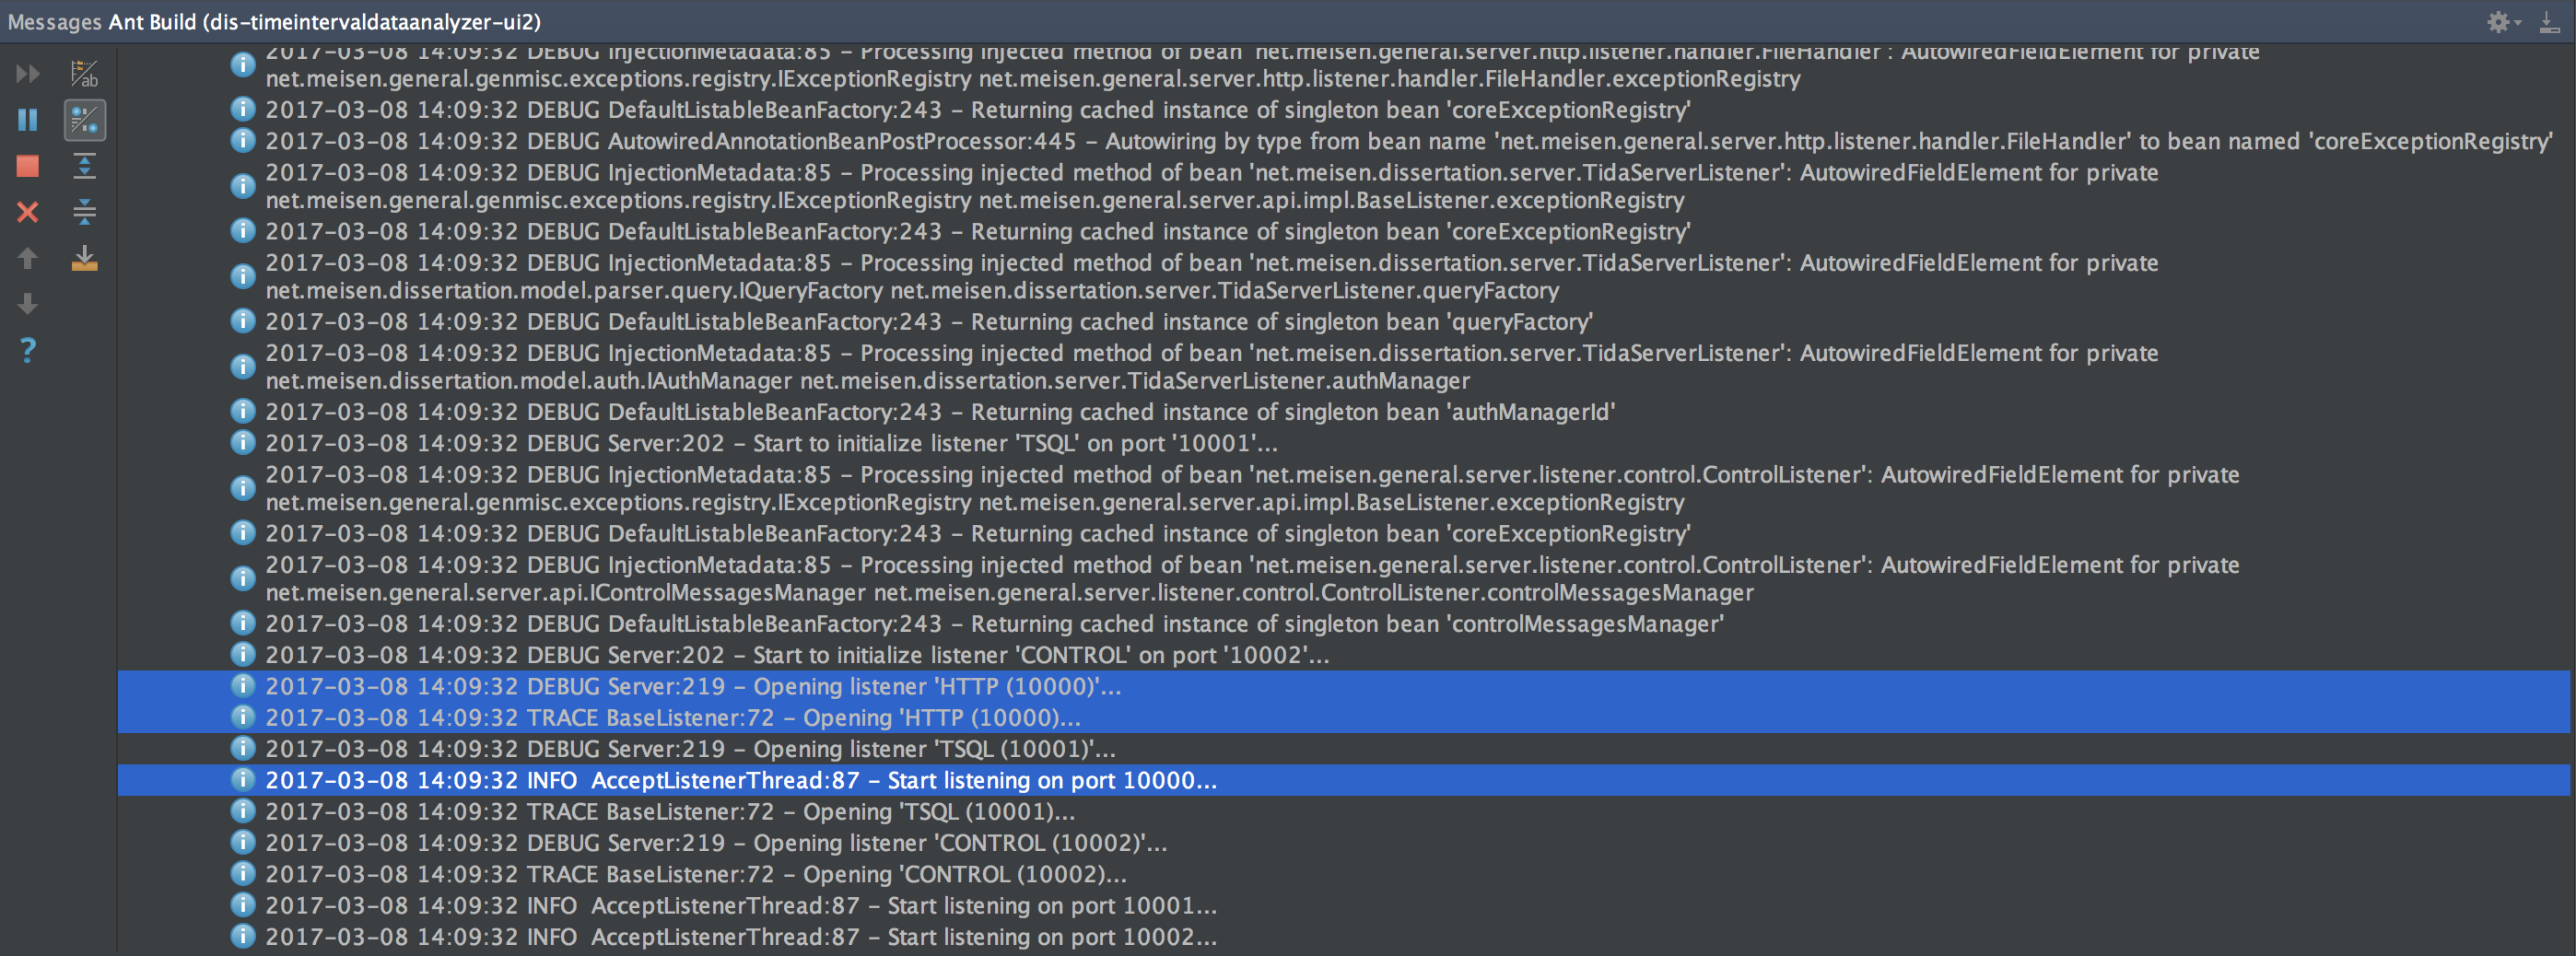 Messages Ant Build (dis-timeintervaldataanalyzer-ui2)
2017-03-08 14:09:32 DEBUG InjectionMetadata:85 – Processing injected method of bean 'net.meisen.general.server.http.listener.handler.FileHandler': AutowiredFieldElement for private
net.meisen.general.genmisc.exceptions.registry.IExceptionRegistry net.meisen.general.server.http.listener.handler.FileHandler.exceptionRegistry
2017-03-08 14:09:32 DEBUG DefaultListableBeanFactory:243 – Returning cached instance of singleton bean 'coreExceptionRegistry'
2017-03-08 14:09:32 DEBUG AutowiredAnnotationBeanPostProcessor:445 – Autowiring by type from bean name 'net.meisen.general.server.http.listener.handler.FileHandler' to bean named 'coreExceptionRegistry'
2017-03-08 14:09:32 DEBUG InjectionMetadata:85 – Processing injected method of bean 'net.meisen.dissertation.server.TidaServerListener': AutowiredFieldElement for private
net.meisen.general.genmisc.exceptions.registry.IExceptionRegistry net.meisen.general.server.api.impl.BaseListener.exceptionRegistry
2017-03-08 14:09:32 DEBUG DefaultListableBeanFactory:243 – Returning cached instance of singleton bean 'coreExceptionRegistry'
2017-03-08 14:09:32 DEBUG InjectionMetadata:85 – Processing injected method of bean 'net.meisen.dissertation.server.TidaServerListener': AutowiredFieldElement for private
net.meisen.dissertation.model.parser.query.IQueryFactory net.meisen.dissertation.server.TidaServerListener.queryFactory
2017-03-08 14:09:32 DEBUG DefaultListableBeanFactory:243 – Returning cached instance of singleton bean 'queryFactory'
2017-03-08 14:09:32 DEBUG InjectionMetadata:85 – Processing injected method of bean 'net.meisen.dissertation.server.TidaServerListener': AutowiredFieldElement for private
net.meisen.dissertation.model.auth.IAuthManager net.meisen.dissertation.server.TidaServerListener.authManager
2017-03-08 14:09:32 DEBUG DefaultListableBeanFactory:243 – Returning cached instance of singleton bean 'authManagerId'
2017-03-08 14:09:32 DEBUG Server:202 – Start to initialize listener 'TSQL' on port '10001'...
2017-03-08 14:09:32 DEBUG InjectionMetadata:85 – Processing injected method of bean 'net.meisen.general.server.listener.control.ControlListener': AutowiredFieldElement for private
net.meisen.general.genmisc.exceptions.registry.IExceptionRegistry net.meisen.general.server.api.impl.BaseListener.exceptionRegistry
2017-03-08 14:09:32 DEBUG DefaultListableBeanFactory:243 – Returning cached instance of singleton bean 'coreExceptionRegistry'
2017-03-08 14:09:32 DEBUG InjectionMetadata:85 – Processing injected method of bean 'net.meisen.general.server.listener.control.ControlListener': AutowiredFieldElement for private
net.meisen.general.server.api.IControlMessagesManager net.meisen.general.server.listener.control.ControlListener.controlMessagesManager
2017-03-08 14:09:32 DEBUG DefaultListableBeanFactory:243 – Returning cached instance of singleton bean 'controlMessagesManager'
2017-03-08 14:09:32 DEBUG Server:202 – Start to initialize listener 'CONTROL' on port '10002'...
2017-03-08 14:09:32 DEBUG Server:219 – Opening listener 'HTTP (10000)'...
2017-03-08 14:09:32 TRACE BaseListener:72 – Opening 'HTTP (10000)...
2017-03-08 14:09:32 DEBUG Server:219 – Opening listener 'TSQL (10001)'...
2017-03-08 14:09:32 INFO  AcceptListenerThread:87 – Start listening on port 10000...
2017-03-08 14:09:32 TRACE BaseListener:72 – Opening 'TSQL (10001)...
2017-03-08 14:09:32 DEBUG Server:219 – Opening listener 'CONTROL (10002)'...
2017-03-08 14:09:32 TRACE BaseListener:72 – Opening 'CONTROL (10002)...
2017-03-08 14:09:32 INFO  AcceptListenerThread:87 – Start listening on port 10001...
2017-03-08 14:09:32 INFO  AcceptListenerThread:87 – Start listening on port 10002...